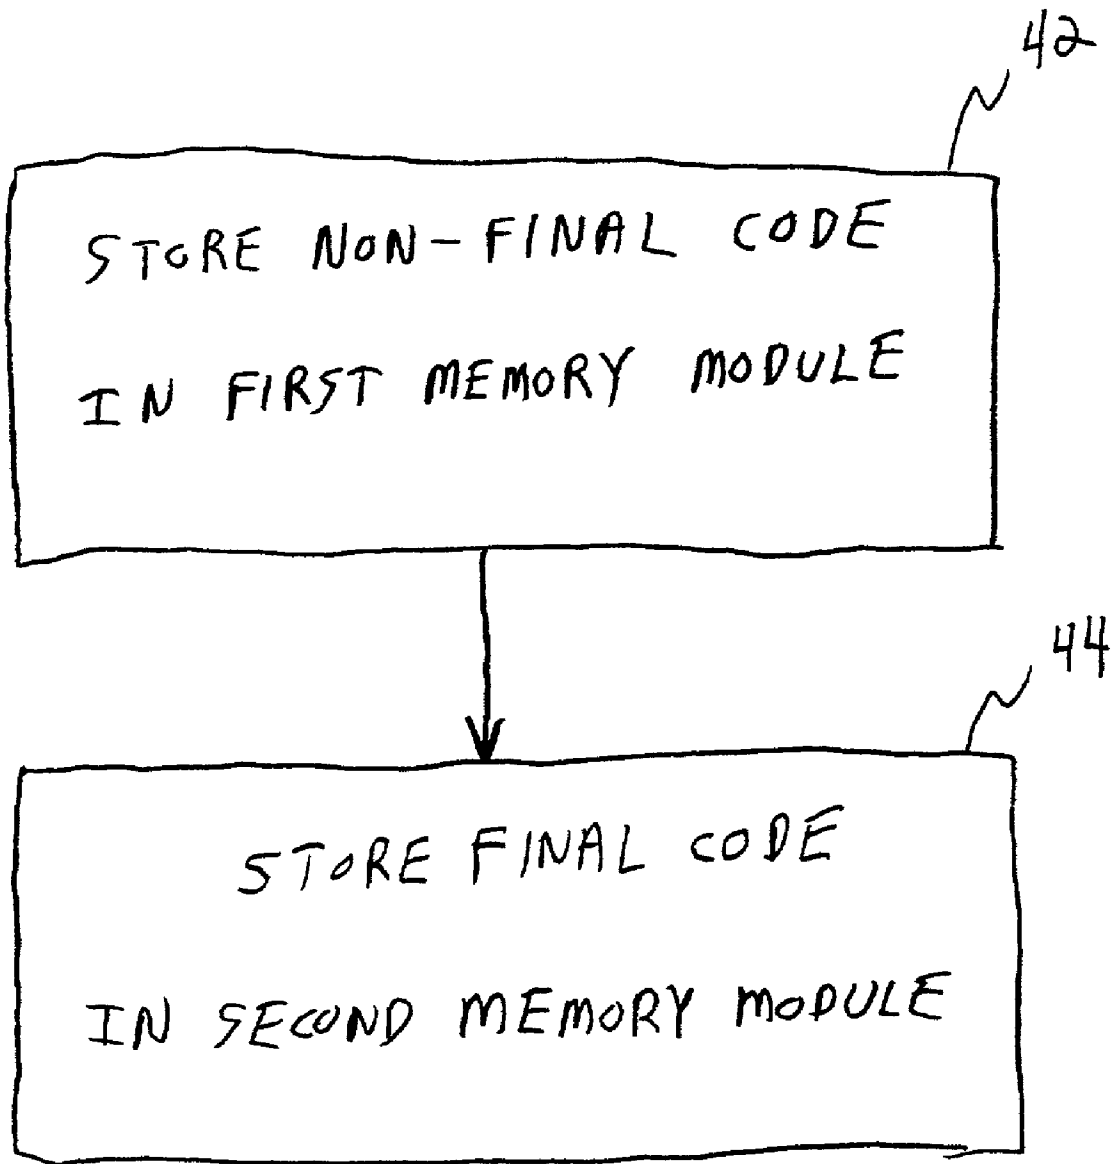 42
STORE NON-FINAL CODE
IN FIRST MEMORY MODULE
44
STORE FINAL CODE
IN SECOND MEMORY MODULE